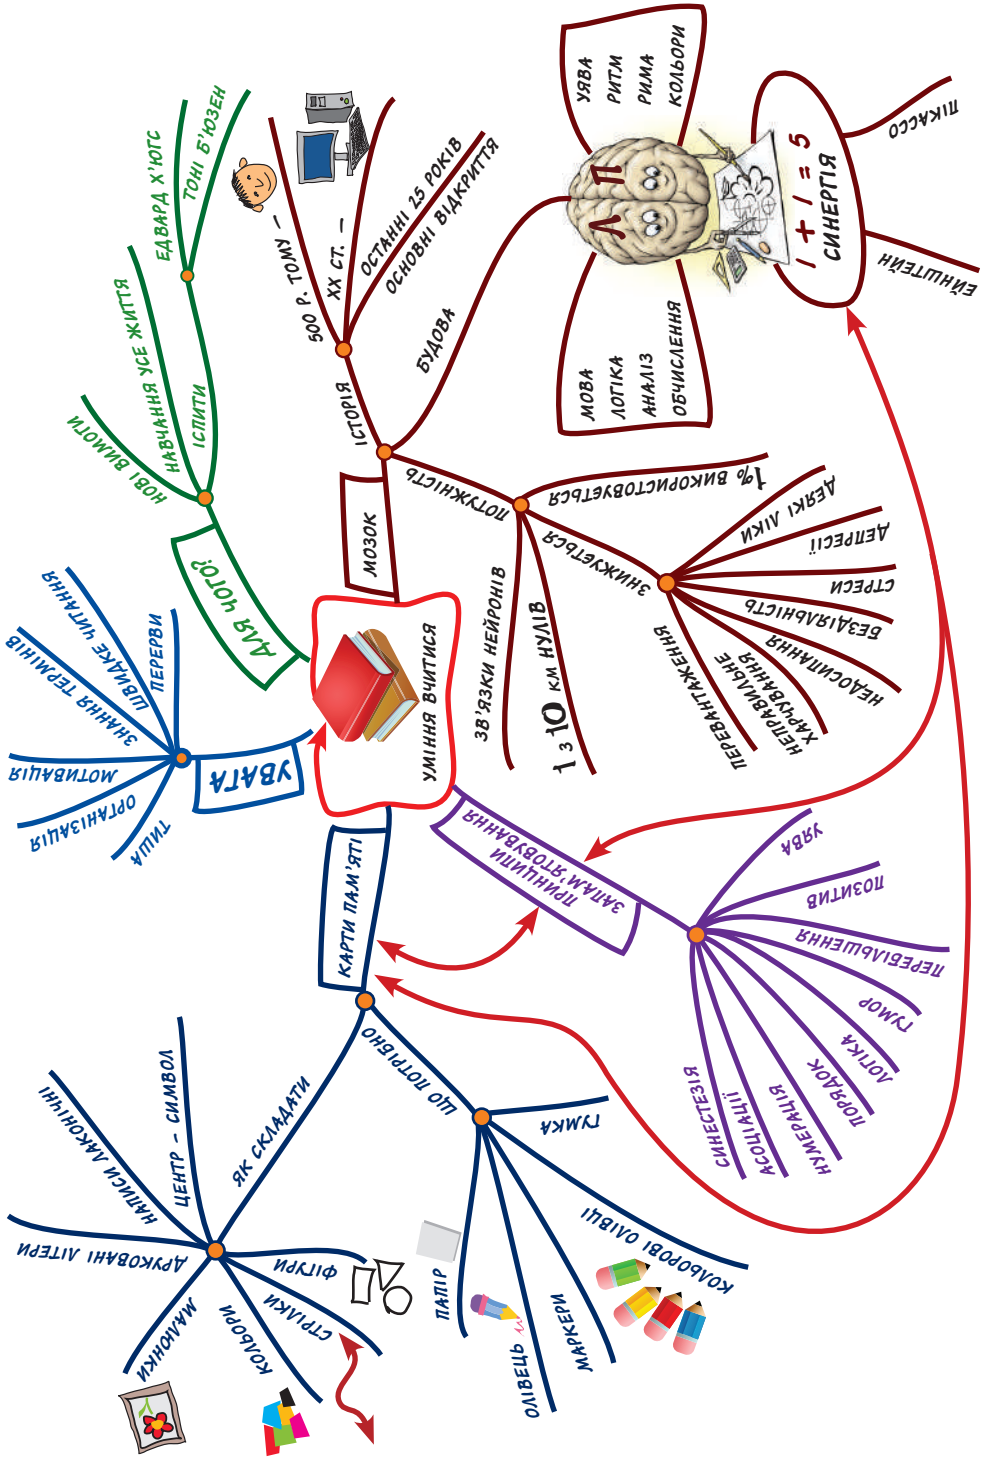 УМІННЯ ВЧИТИСЯ
ДЛЯ ЧОГО?
НОВІ ВИМОГИ
НАВЧАННЯ УСЕ ЖИТТЯ
ІСПИТИ
ЕДВАРД Х'ЮГС
ТОНІ Б'ЮЗЕН
МОЗОК
ІСТОРІЯ
500 Р. ТОМУ –
ХХ СТ. –
ОСТАННІ 25 РОКІВ
ОСНОВНІ ВІДКРИТТЯ
БУДОВА
Л П
УЯВА
РИТМ
РИМА
КОЛЬОРИ
МОВА
ЛОГІКА
АНАЛІЗ
ОБЧИСЛЕННЯ
1 + 1 = 5
СИНЕРГІЯ
ПІКАССО
ЕЙНШТЕЙН
ПОТУЖНІСТЬ
1% ВИКОРИСТОВУЄТЬСЯ
ЗНИЖУЄТЬСЯ
ДЕЯКІ ЛІКИ
ДЕПРЕСІЇ
СТРЕСИ
БЕЗДІЯЛЬНІСТЬ
НЕДОСИПАННЯ
НЕПРАВИЛЬНЕ
ХАРЧУВАННЯ
ПЕРЕВАНТАЖЕННЯ
ЗВ'ЯЗКИ НЕЙРОНІВ
1 З 10 КМ НУЛІВ
ПРИНЦИПИ
ЗАПАМ'ЯТОВУВАННЯ
УЯВА
ПОЗИТИВ
ПЕРЕБІЛЬШЕННЯ
ГУМОР
ЛОГІКА
ПОРЯДОК
НУМЕРАЦІЯ
АСОЦІАЦІЇ
СИНЕСТЕЗІЯ
КАРТИ ПАМ'ЯТІ
ЩО ПОТРІБНО
ГУМКА
КОЛЬОРОВІ ОЛІВЦІ
МАРКЕРИ
ОЛІВЕЦЬ
ПАПІР
ЯК СКЛАДАТИ
ФІГУРИ
СТРІЛКИ
КОЛЬОРИ
МАЛЮНКИ
ДРУКОВАНІ ЛІТЕРИ
НАПИСИ ЛАКОНІЧНІ
ЦЕНТР – СИМВОЛ
УВАГА
ТИША
ОРГАНІЗАЦІЯ
МОТИВАЦІЯ
ЗНАННЯ ТЕРМІНІВ
ШВИДКЕ ЧИТАННЯ
ПЕРЕРВИ